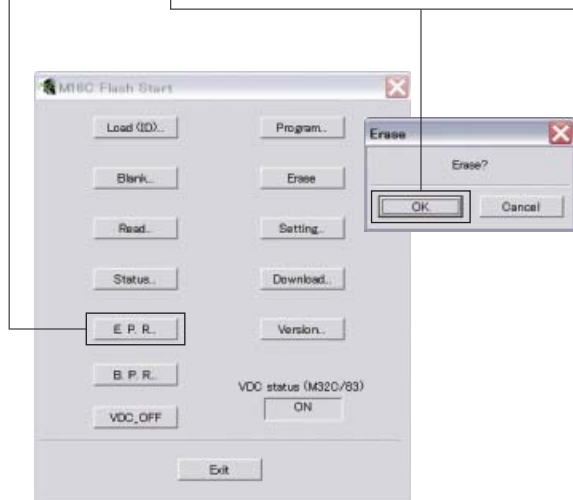 M16C Flash Start
Load (ID)...
Program...
Blank...
Erase
Read...
Setting...
Status...
Download...
E. P. R...
Version...
B. P. R...
VDC status (M32C/83)
VDC_OFF
ON
Exit
Erase
Erase?
OK
Cancel